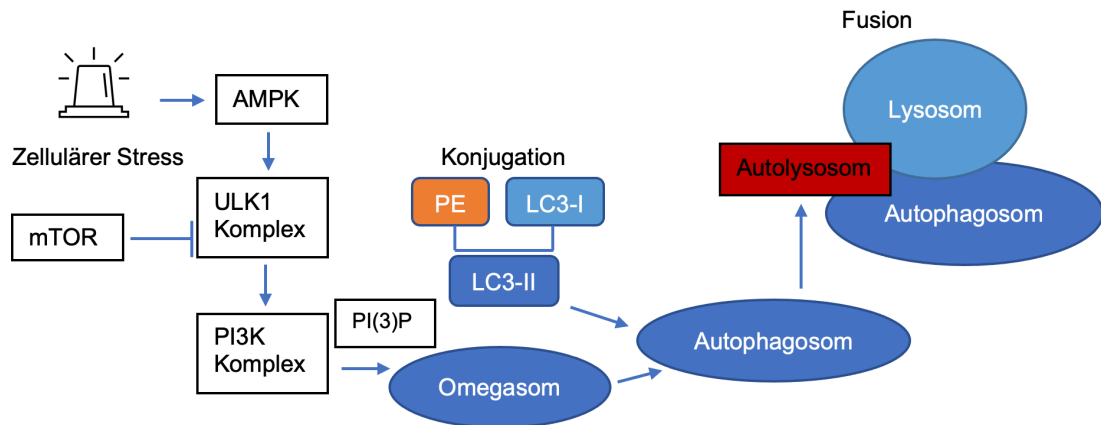 Fusion
AMPK
Lysosom
Zellulärer Stress
Konjugation
Autolysosom
ULK1
Komplex
PE
LC3-I
Autophagosom
mTOR
LC3-II
PI(3)P
PI3K
Komplex
Autophagosom
Omegasom